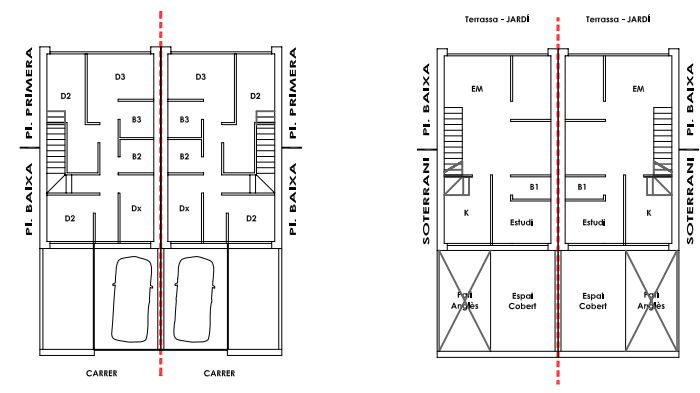 Terrassa - JARDÍ
Terrassa - JARDÍ
PI. PRIMERA
PI. BAIXA
D2
D3
B3
B2
D2
Dx
D3
D2
B3
B2
Dx
D2
PI. PRIMERA
PI. BAIXA
CARRER
CARRER
PI. BAIXA
SOTERRANI
EM
B1
K
Estudi
EM
B1
K
Estudi
Pati
Anglès
Espai
Cobert
Espai
Cobert
Pati
Anglès
PI. BAIXA
SOTERRANI